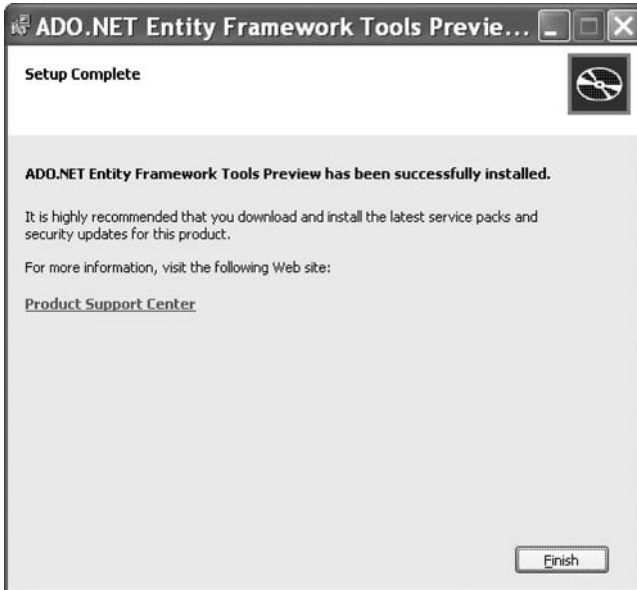 ADO.NET Entity Framework Tools Previe...
Setup Complete
ADO.NET Entity Framework Tools Preview has been successfully installed.
It is highly recommended that you download and install the latest service packs and
security updates for this product.
For more information, visit the following Web site:
Product Support Center
Finish